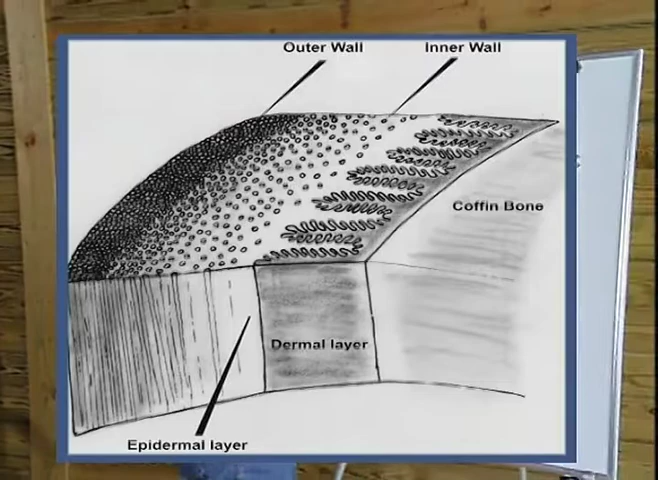 Outer Wall
Inner Wall
Coffin Bone
Dermal layer
Epidermal layer